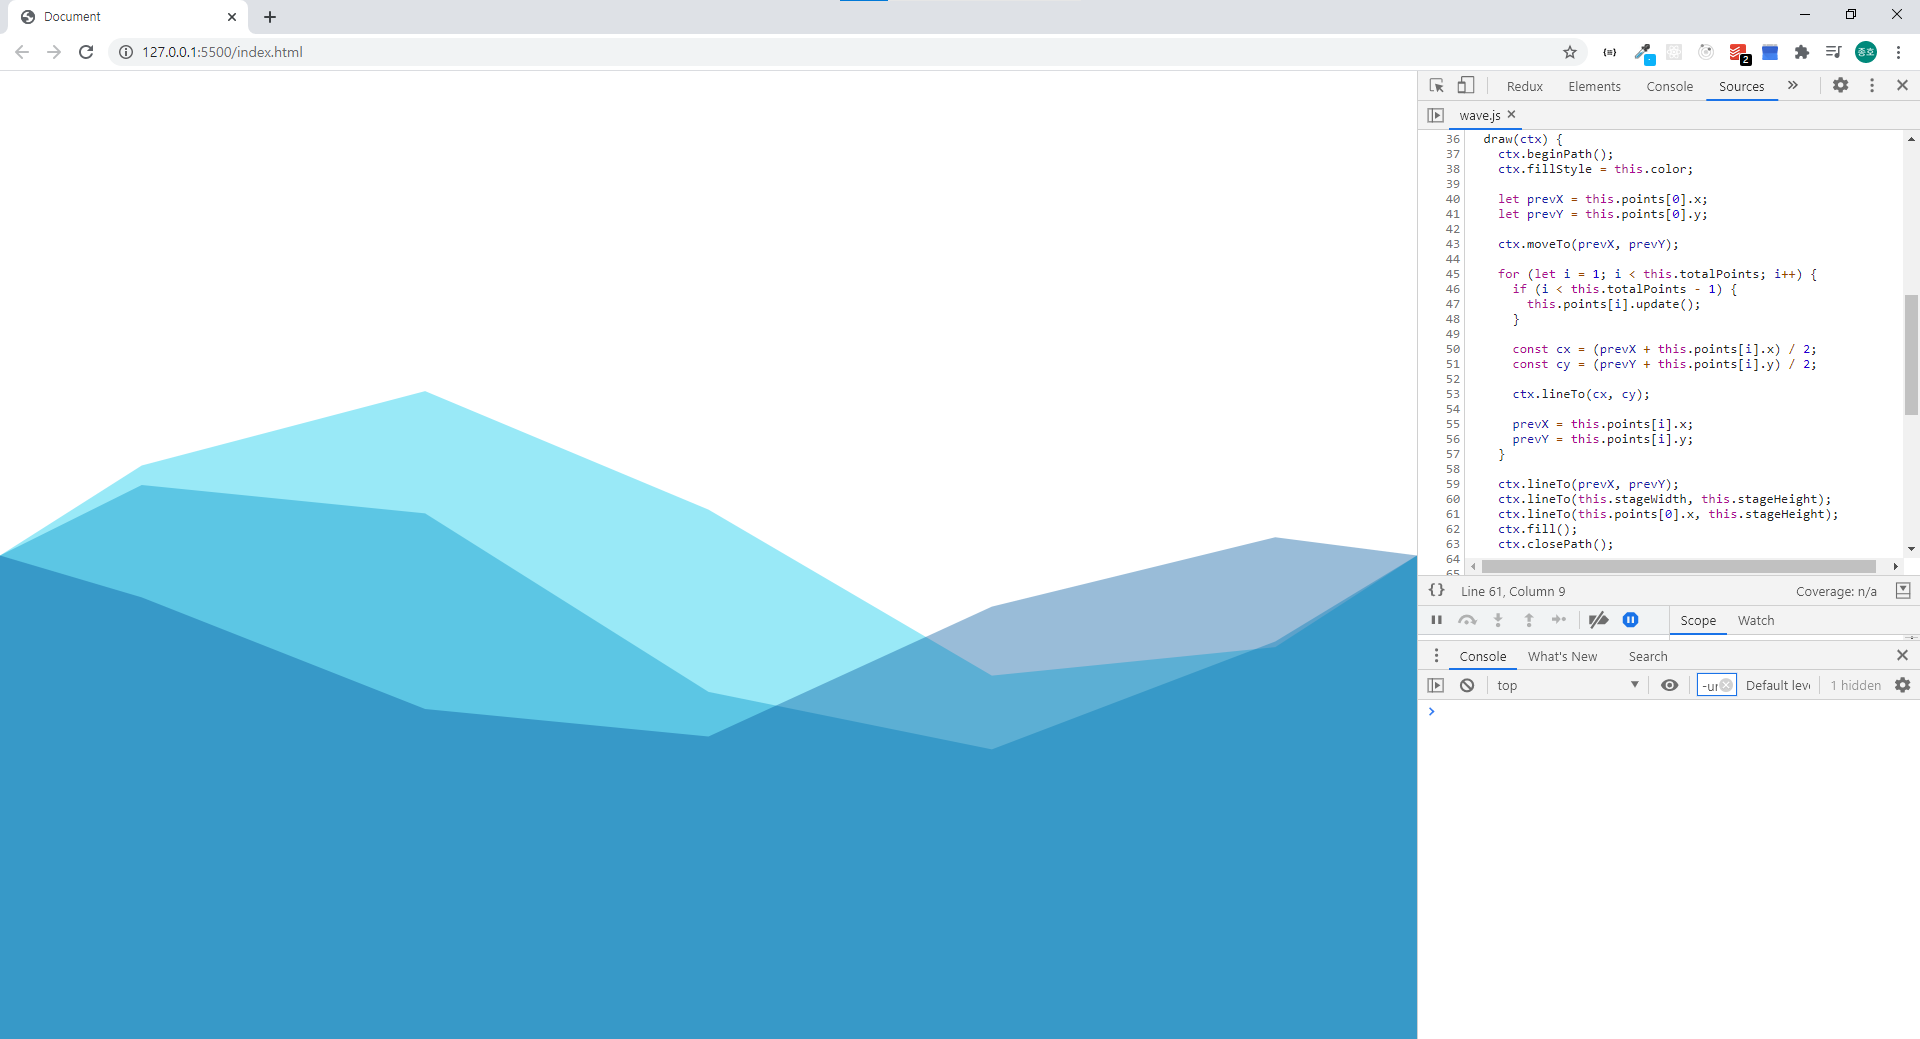 Document
127.0.0.1:5500/index.html
2
종호
Redux Elements Console Sources
wave.js
36 draw(ctx) {
37 ctx.beginPath();
38 ctx.fillStyle = this.color;
39
40 let prevX = this.points[0].x;
41 let prevY = this.points[0].y;
42
43 ctx.moveTo(prevX, prevY);
44
45 for (let i = 1; i < this.totalPoints; i++) {
46 if (i < this.totalPoints - 1) {
47 this.points[i].update();
48 }
49
50 const cx = (prevX + this.points[i].x) / 2;
51 const cy = (prevY + this.points[i].y) / 2;
52
53 ctx.lineTo(cx, cy);
54
55 prevX = this.points[i].x;
56 prevY = this.points[i].y;
57 }
58
59 ctx.lineTo(prevX, prevY);
60 ctx.lineTo(this.stageWidth, this.stageHeight);
61 ctx.lineTo(this.points[0].x, this.stageHeight);
62 ctx.fill();
63 ctx.closePath();
64
65
{} Line 61, Column 9 Coverage: n/a
Scope Watch
Console What's New Search
top -ur Default leve 1 hidden